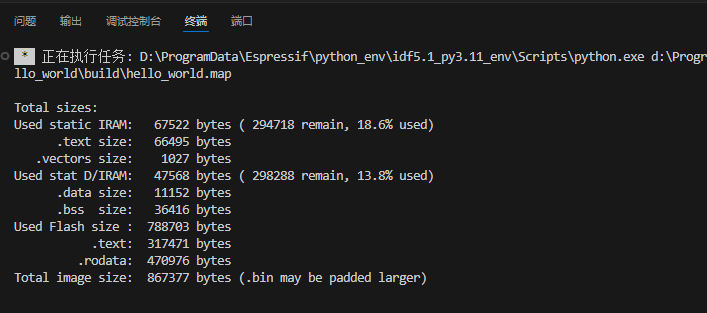 问题 输出 调试控制台 终端 端口
* 正在执行任务: D:\ProgramData\Espressif\python_env\idf5.1_py3.11_env\Scripts\python.exe d:\Progr
llo_world\build\hello_world.map
Total sizes:
Used static IRAM:   67522 bytes ( 294718 remain, 18.6% used)
      .text size:   66495 bytes
   .vectors size:    1027 bytes
Used stat D/IRAM:   47568 bytes ( 298288 remain, 13.8% used)
      .data size:   11152 bytes
      .bss  size:   36416 bytes
Used Flash size :  788703 bytes
           .text:  317471 bytes
         .rodata:  470976 bytes
Total image size:  867377 bytes (.bin may be padded larger)